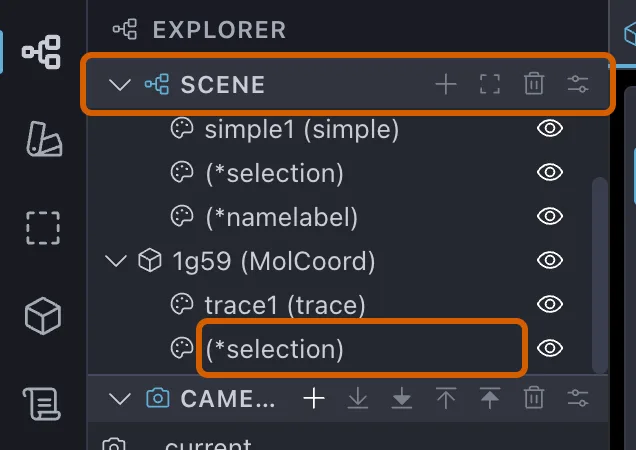 EXPLORER
SCENE
simple1 (simple)
(*selection)
(*namelabel)
1g59 (MolCoord)
trace1 (trace)
(*selection)
CAME...
current